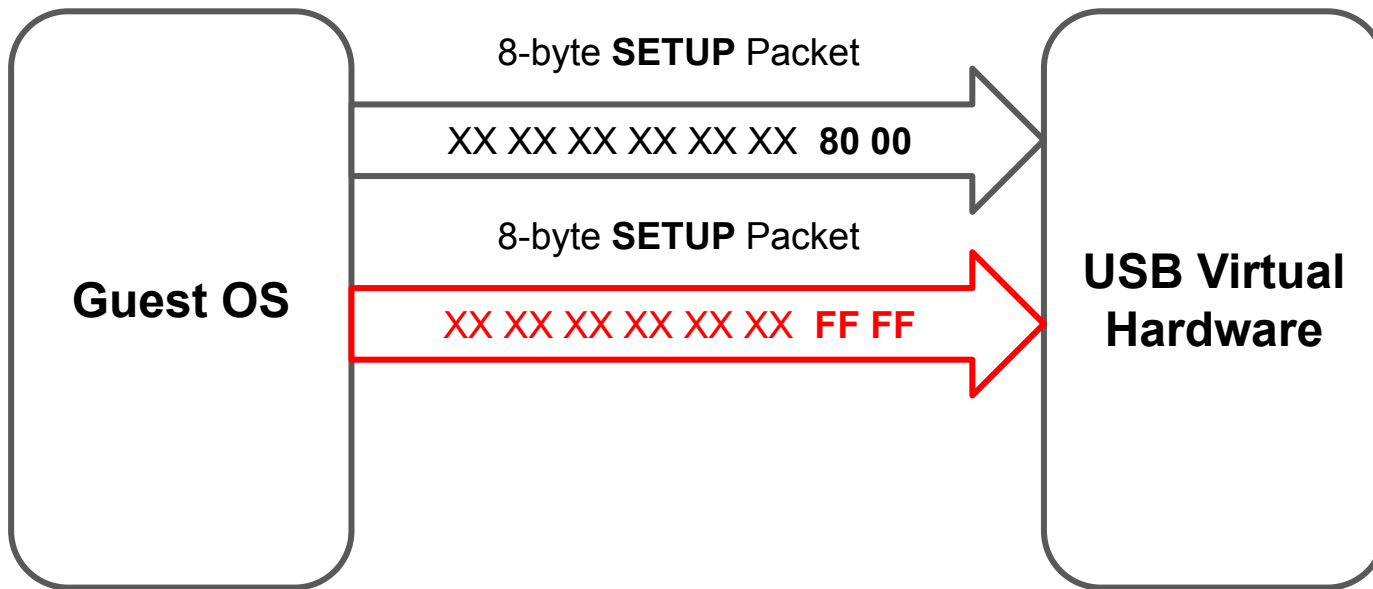 8-byte SETUP Packet
XX XX XX XX XX XX 80 00
8-byte SETUP Packet
XX XX XX XX XX XX FF FF
Guest OS
USB Virtual
Hardware